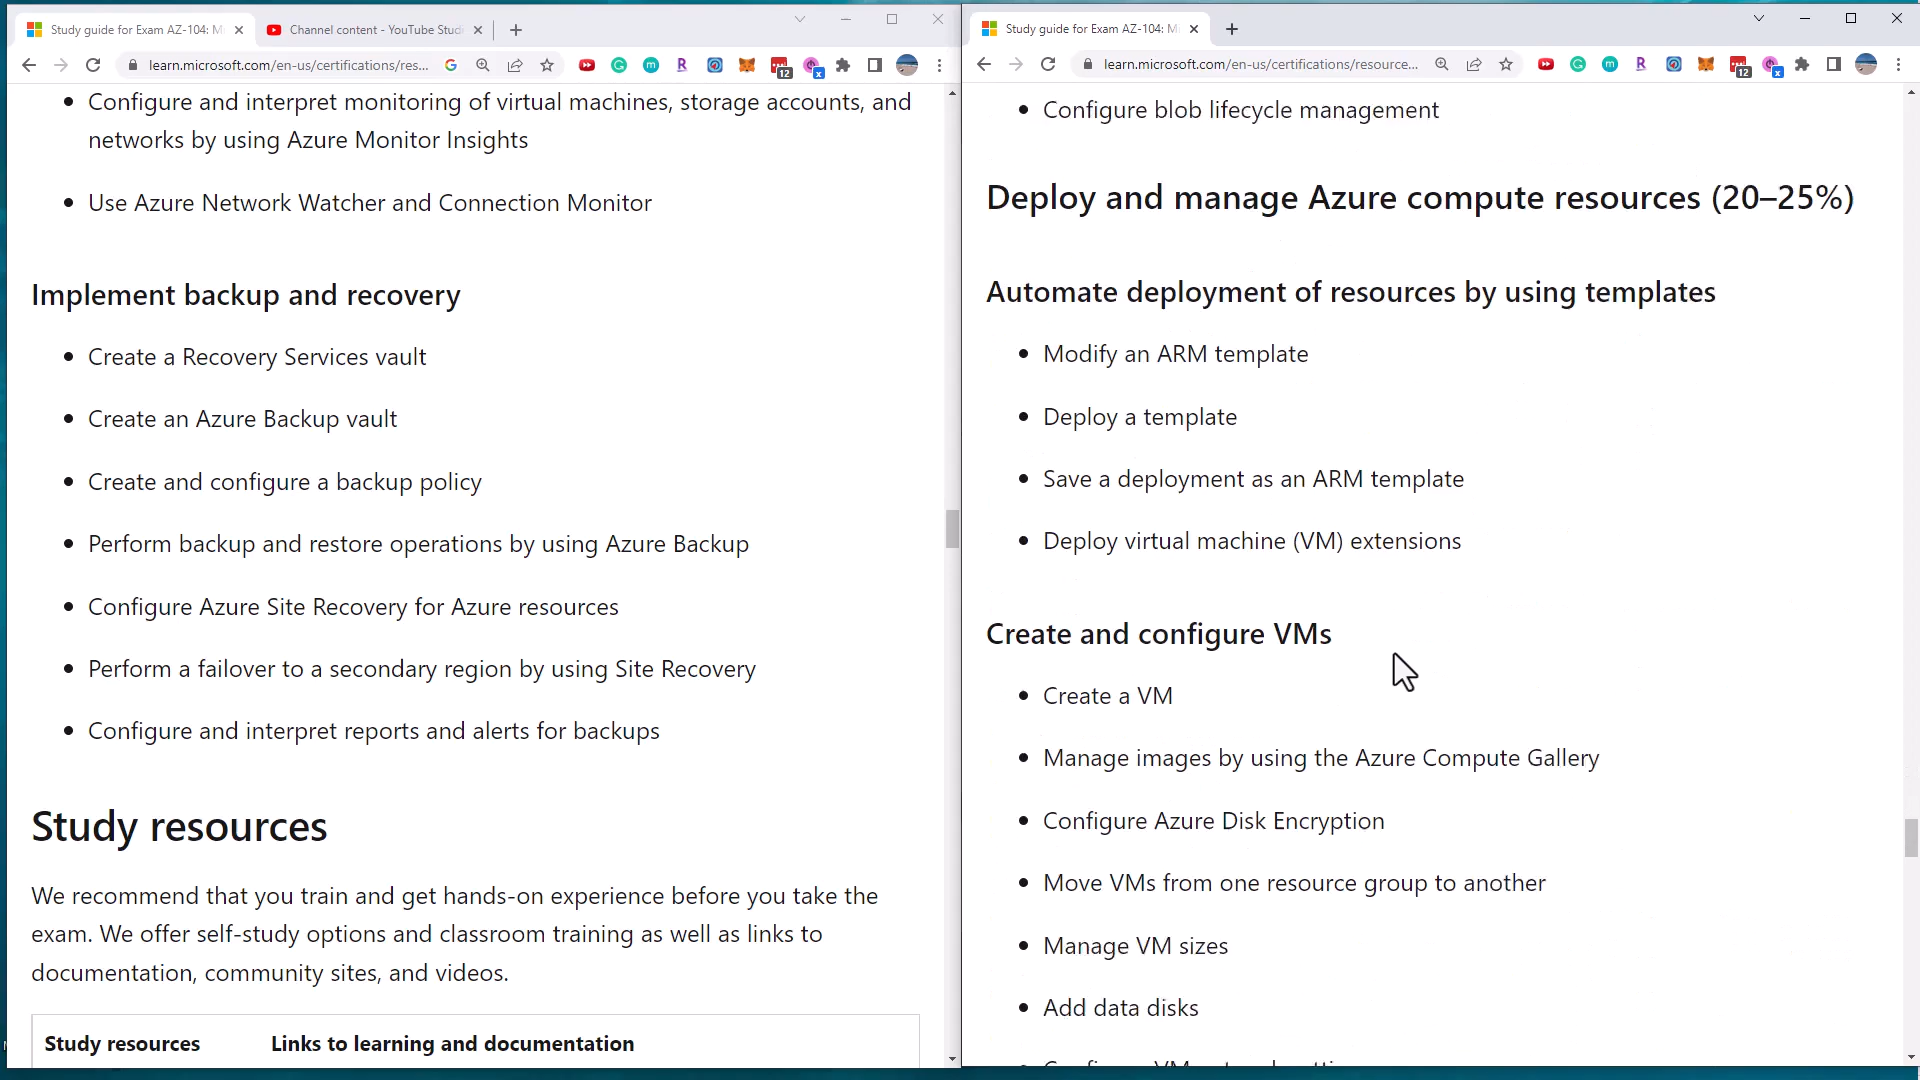 Study guide for Exam AZ-104: Mi
Channel content - YouTube Stud
learn.microsoft.com/en-us/certifications/res...
12
Configure and interpret monitoring of virtual machines, storage accounts, and
networks by using Azure Monitor Insights
Use Azure Network Watcher and Connection Monitor
Implement backup and recovery
Create a Recovery Services vault
Create an Azure Backup vault
Create and configure a backup policy
Perform backup and restore operations by using Azure Backup
Configure Azure Site Recovery for Azure resources
Perform a failover to a secondary region by using Site Recovery
Configure and interpret reports and alerts for backups
Study resources
We recommend that you train and get hands-on experience before you take the
exam. We offer self-study options and classroom training as well as links to
documentation, community sites, and videos.
Study resources
Links to learning and documentation
Study guide for Exam AZ-104: Mi
learn.microsoft.com/en-us/certifications/resource...
12
Configure blob lifecycle management
Deploy and manage Azure compute resources (20–25%)
Automate deployment of resources by using templates
Modify an ARM template
Deploy a template
Save a deployment as an ARM template
Deploy virtual machine (VM) extensions
Create and configure VMs
Create a VM
Manage images by using the Azure Compute Gallery
Configure Azure Disk Encryption
Move VMs from one resource group to another
Manage VM sizes
Add data disks